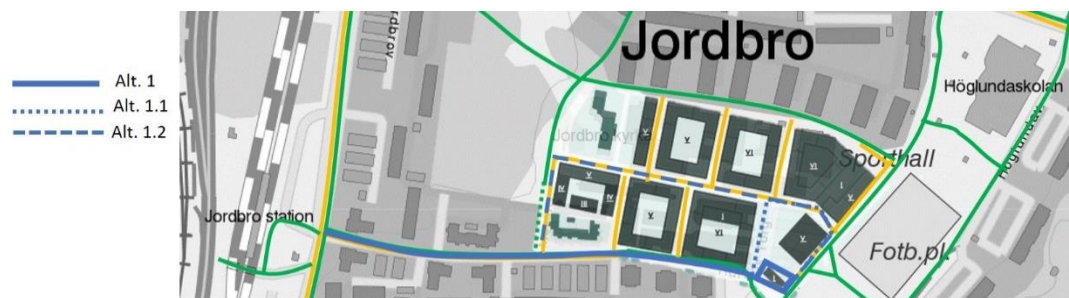 Alt. 1
Alt. 1.1
Alt. 1.2
Jordbro
Höglundaskolan
Sporthall
Jordbro station
Fotb.pl.
V
V
VI
VI
I
V
V
IV
IV
III
V
I
VI
V